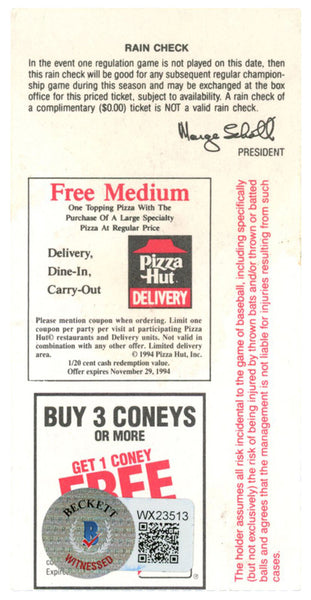 RAIN CHECK
In the event one regulation game is not played on this date, then
this rain check will be good for any subsequent regular champion-
ship game during this season and may be exchanged at the box
office for this priced ticket, subject to availability. A rain check of
a complimentary ($0.00) ticket IS NOT a valid rain check.
Marge Schott
PRESIDENT
Free Medium
One Topping Pizza With The
Purchase Of A Large Specialty
Pizza At Regular Price
Delivery,
Dine-In,
Carry-Out
Pizza
Hut®
DELIVERY
Please mention coupon when ordering. Limit one
coupon per party per visit at participating Pizza
Hut® restaurants and Delivery units. Not valid in
combination with any other offer. Limited delivery
area. © 1994 Pizza Hut, Inc.
1/20 cent cash redemption value.
Offer expires November 29, 1994
BUY 3 CONEYS
OR MORE
GET 1 CONEY
FREE
BECKETT
B
WITNESSED
WX23513
Expire
The holder assumes all risk incidental to the game of baseball, including specifically
(but not exclusively) the risk of being injured by thrown bats and/or thrown or batted
balls and agrees that the management is not liable for injuries resulting from such
cases.